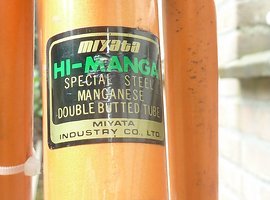 miyata
HI-MANGA
SPECIAL STEEL
MANGANESE
DOUBLE BUTTED TUBE
MIYATA
INDUSTRY CO., LTD